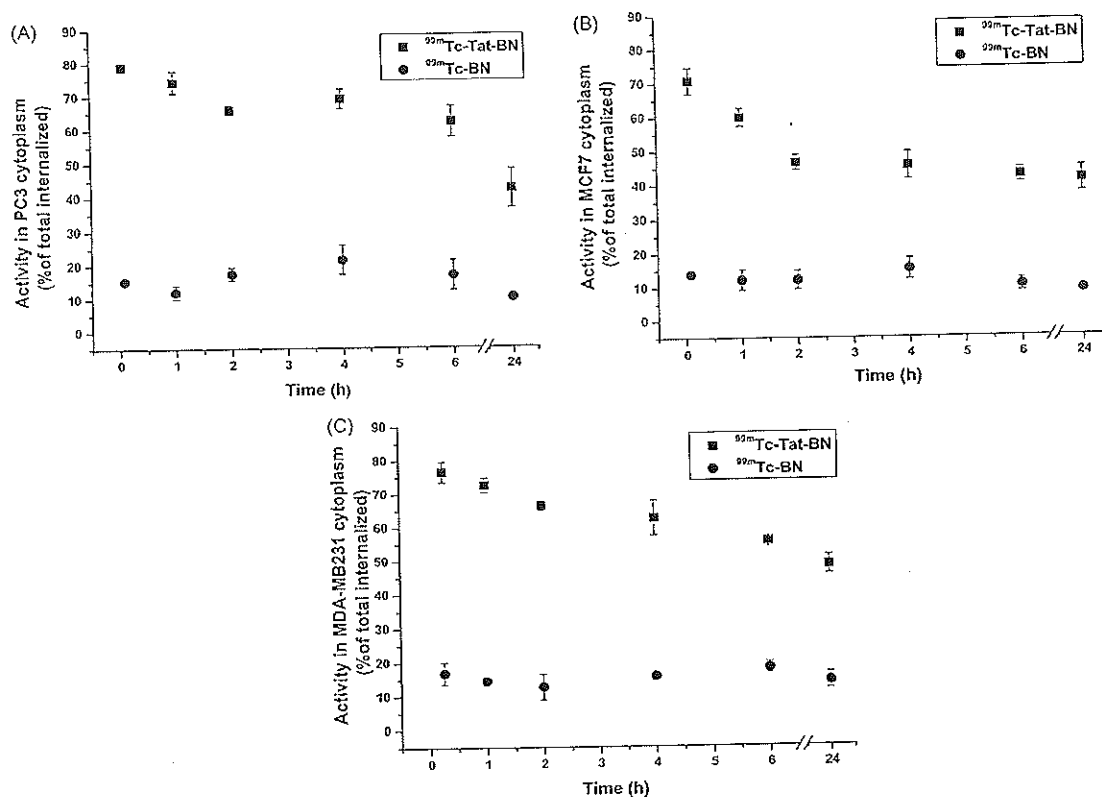 (A)
⁹⁹ᵐTc-Tat-BN
⁹⁹ᵐTc-BN
Activity in PC3 cytoplasm
(%of total internalized)
90
80
70
60
50
40
30
20
10
0
0 1 2 3 4 5 6 24
Time (h)
(B)
⁹⁹ᵐTc-Tat-BN
⁹⁹ᵐTc-BN
Activity in MCF7 cytoplasm
(%of total internalized)
90
80
70
60
50
40
30
20
10
0
0 1 2 3 4 5 6 24
Time (h)
(C)
⁹⁹ᵐTc-Tat-BN
⁹⁹ᵐTc-BN
Activity in MDA-MB231 cytoplasm
(%of total internalized)
90
80
70
60
50
40
30
20
10
0
0 1 2 3 4 5 6 24
Time (h)